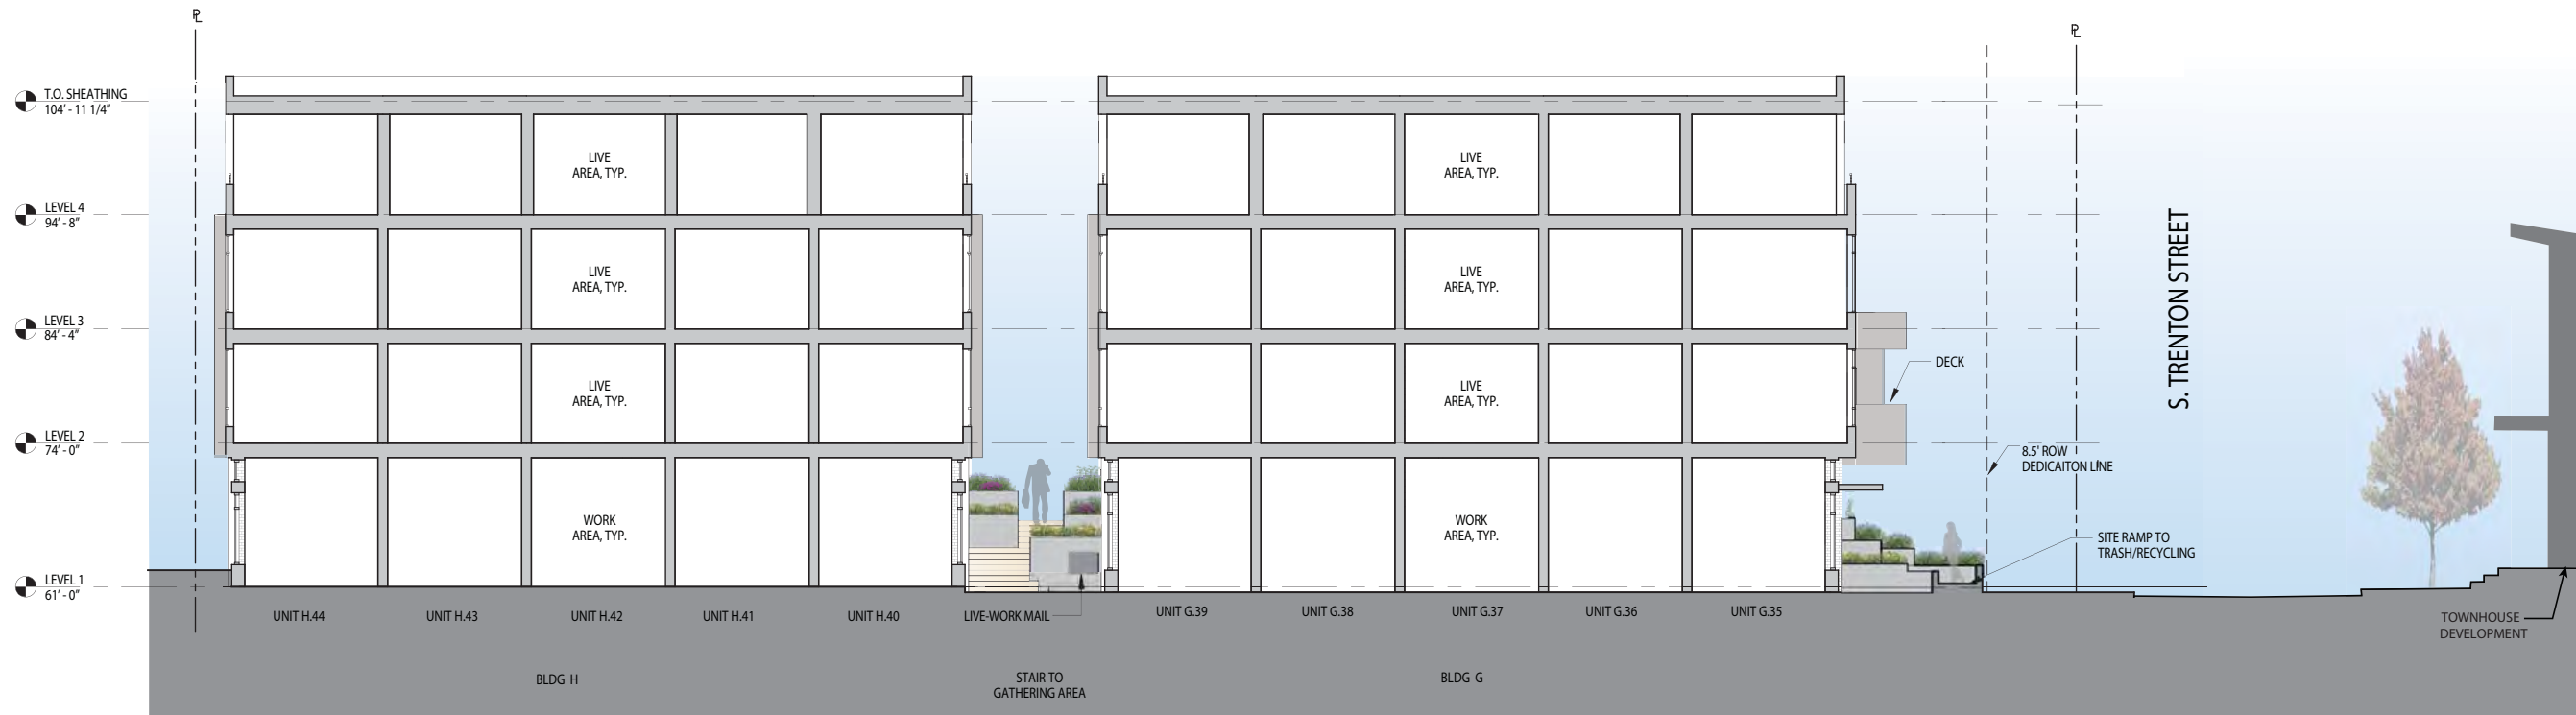 PL
PL
T.O. SHEATHING
104' - 11 1/4"
LEVEL 4
94' - 8"
LEVEL 3
84' - 4"
LEVEL 2
74' - 0"
LEVEL 1
61' - 0"
LIVE
AREA, TYP.
LIVE
AREA, TYP.
LIVE
AREA, TYP.
LIVE
AREA, TYP.
LIVE
AREA, TYP.
LIVE
AREA, TYP.
WORK
AREA, TYP.
WORK
AREA, TYP.
DECK
S. TRENTON STREET
8.5' ROW
DEDICAITON LINE
SITE RAMP TO
TRASH/RECYCLING
UNIT H.44
UNIT H.43
UNIT H.42
UNIT H.41
UNIT H.40
LIVE-WORK MAIL
UNIT G.39
UNIT G.38
UNIT G.37
UNIT G.36
UNIT G.35
TOWNHOUSE
DEVELOPMENT
BLDG H
STAIR TO
GATHERING AREA
BLDG G